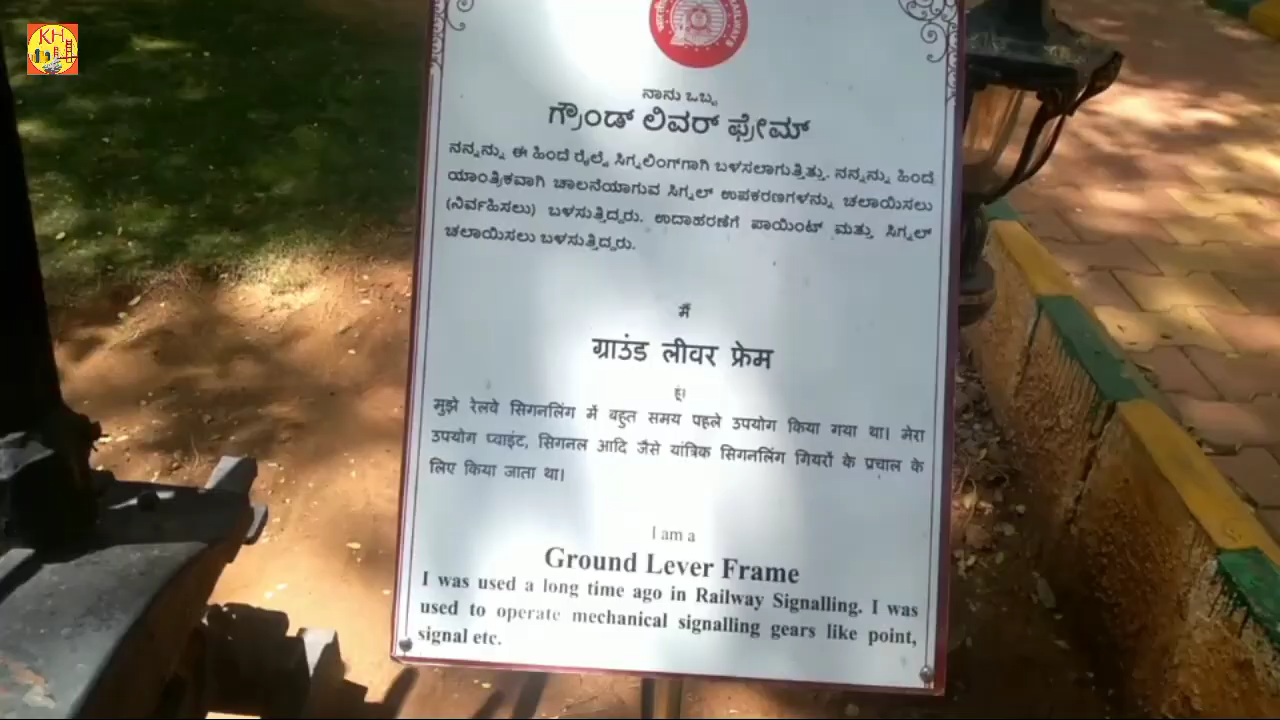 KH
RAILWAYS
ನಾನು ಒಬ್ಬ
ಗ್ರೌಂಡ್ ಲಿವರ್ ಫ್ರೇಮ್
ನನ್ನನ್ನು ಈ ಹಿಂದೆ ರೈಲ್ವೆ ಸಿಗ್ನಲಿಂಗ್‌ಗಾಗಿ ಬಳಸಲಾಗುತ್ತಿತ್ತು. ನನ್ನನ್ನು ಹಿಂದೆ
ಯಾಂತ್ರಿಕವಾಗಿ ಚಾಲನೆಯಾಗುವ ಸಿಗ್ನಲ್ ಉಪಕರಣಗಳನ್ನು ಚಲಾಯಿಸಲು
(ನಿರ್ವಹಿಸಲು) ಬಳಸುತ್ತಿದ್ದರು. ಉದಾಹರಣೆಗೆ ಪಾಯಿಂಟ್ ಮತ್ತು ಸಿಗ್ನಲ್
ಚಲಾಯಿಸಲು ಬಳಸುತ್ತಿದ್ದರು.
मैं
ग्राउंड लीवर फ्रेम
हूं।
मुझे रेलवे सिगनलिंग में बहुत समय पहले उपयोग किया गया था। मेरा
उपयोग प्वाइंट, सिगनल आदि जैसे यांत्रिक सिगनलिंग गियरों के प्रचाल के
लिए किया जाता था।
I am a
Ground Lever Frame
I was used a long time ago in Railway Signalling. I was
used to operate mechanical signalling gears like point,
signal etc.